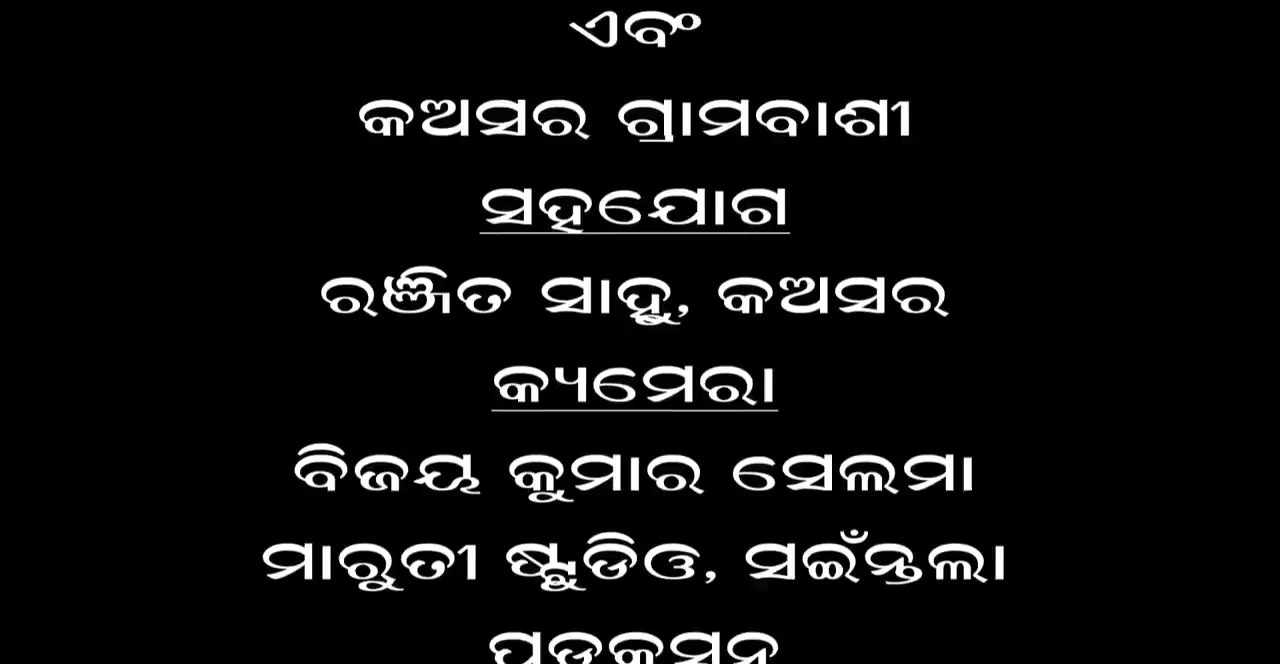 ଏବଂ
କଅସର ଗ୍ରାମବାଶୀ
ସହଯୋଗ
ରଞ୍ଜିତ ସାହୁ, କଅସର
କ୍ୟମେରା
ବିଜୟ କୁମାର ସେଲମା
ମାରୁତୀ ଷ୍ଟୁଡିଓ, ସଇଁନ୍ତଲା